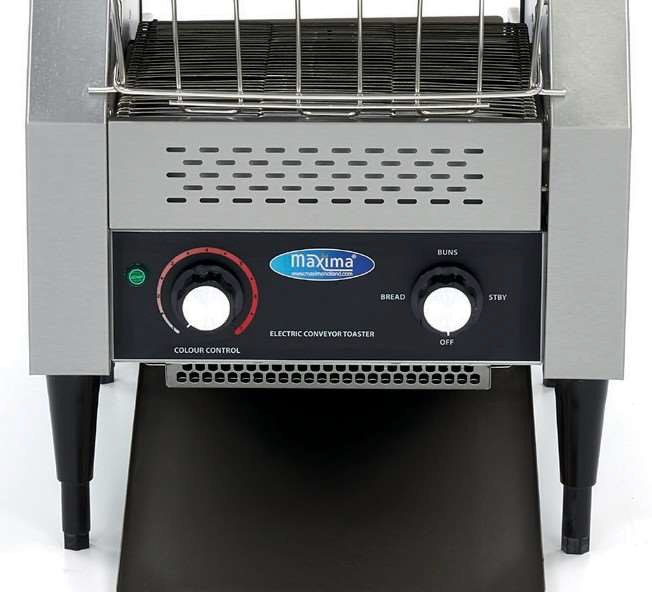 BUNS
Maxima®
www.maximaholland.com
BREAD
STBY
ELECTRIC CONVEYOR TOASTER
OFF
COLOUR CONTROL